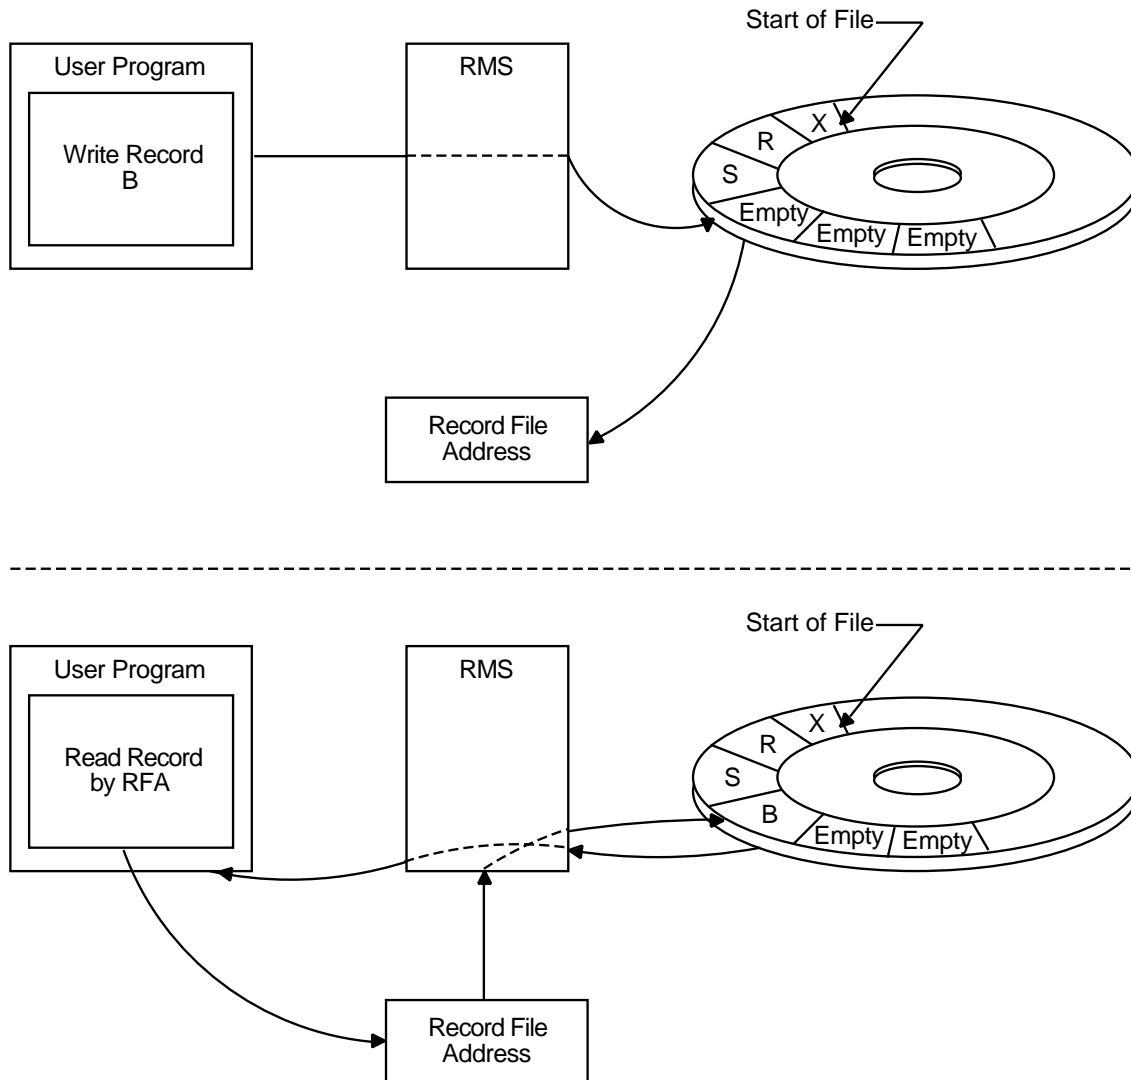 Start of File
User Program
RMS
Write Record
B
X
R
S
Empty
Empty
Empty
Record File
Address
Start of File
User Program
RMS
Read Record
by RFA
X
R
S
B
Empty
Empty
Record File
Address